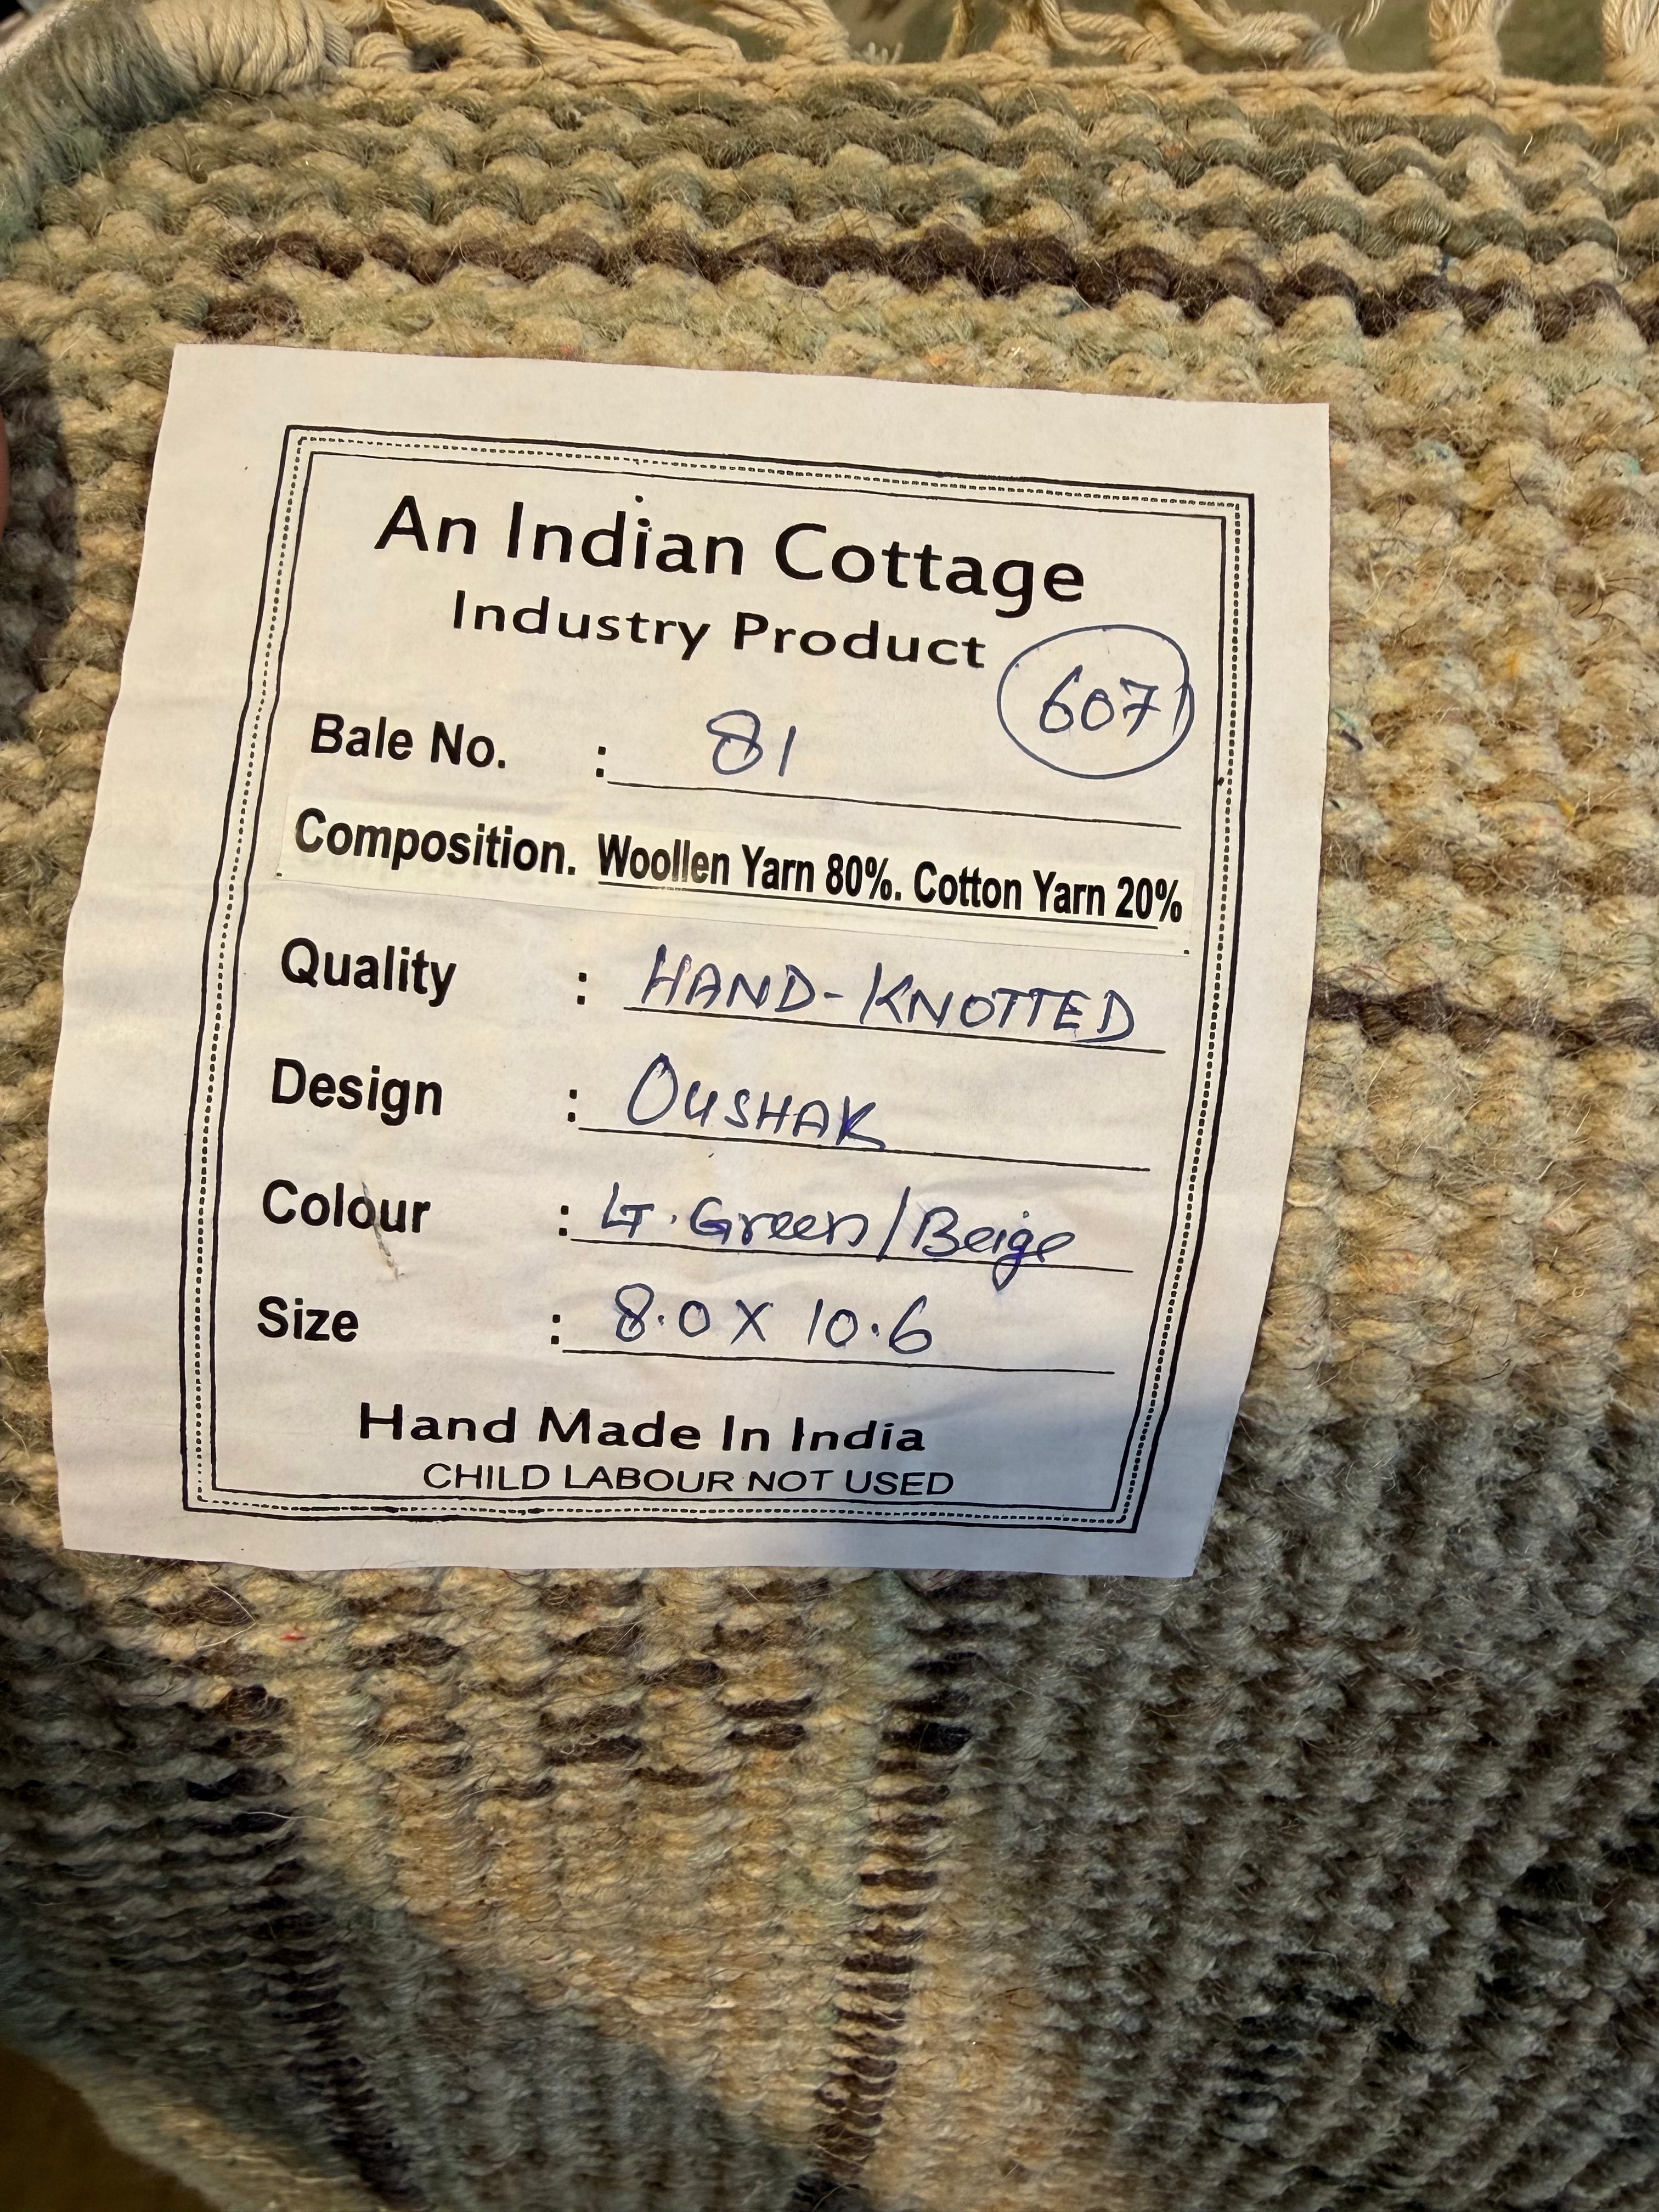 An Indian Cottage
Industry Product
6071
Bale No. : 81
Composition. Woollen Yarn 80%. Cotton Yarn 20%
Quality : HAND-KNOTTED
Design : OUSHAK
Colour : LT. Green/Beige
Size : 8.0 X 10.6
Hand Made In India
CHILD LABOUR NOT USED